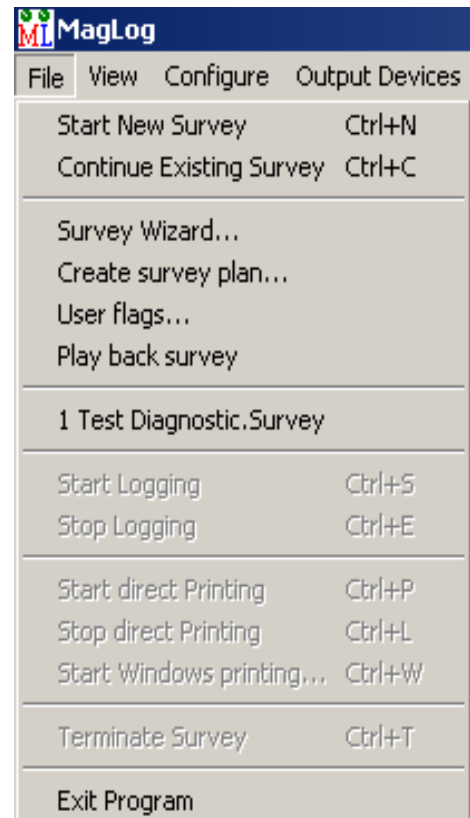 ML MagLog
File View Configure Output Devices
Start New Survey Ctrl+N
Continue Existing Survey Ctrl+C
Survey Wizard...
Create survey plan...
User flags...
Play back survey
1 Test Diagnostic.Survey
Start Logging Ctrl+S
Stop Logging Ctrl+E
Start direct Printing Ctrl+P
Stop direct Printing Ctrl+L
Start Windows printing... Ctrl+W
Terminate Survey Ctrl+T
Exit Program